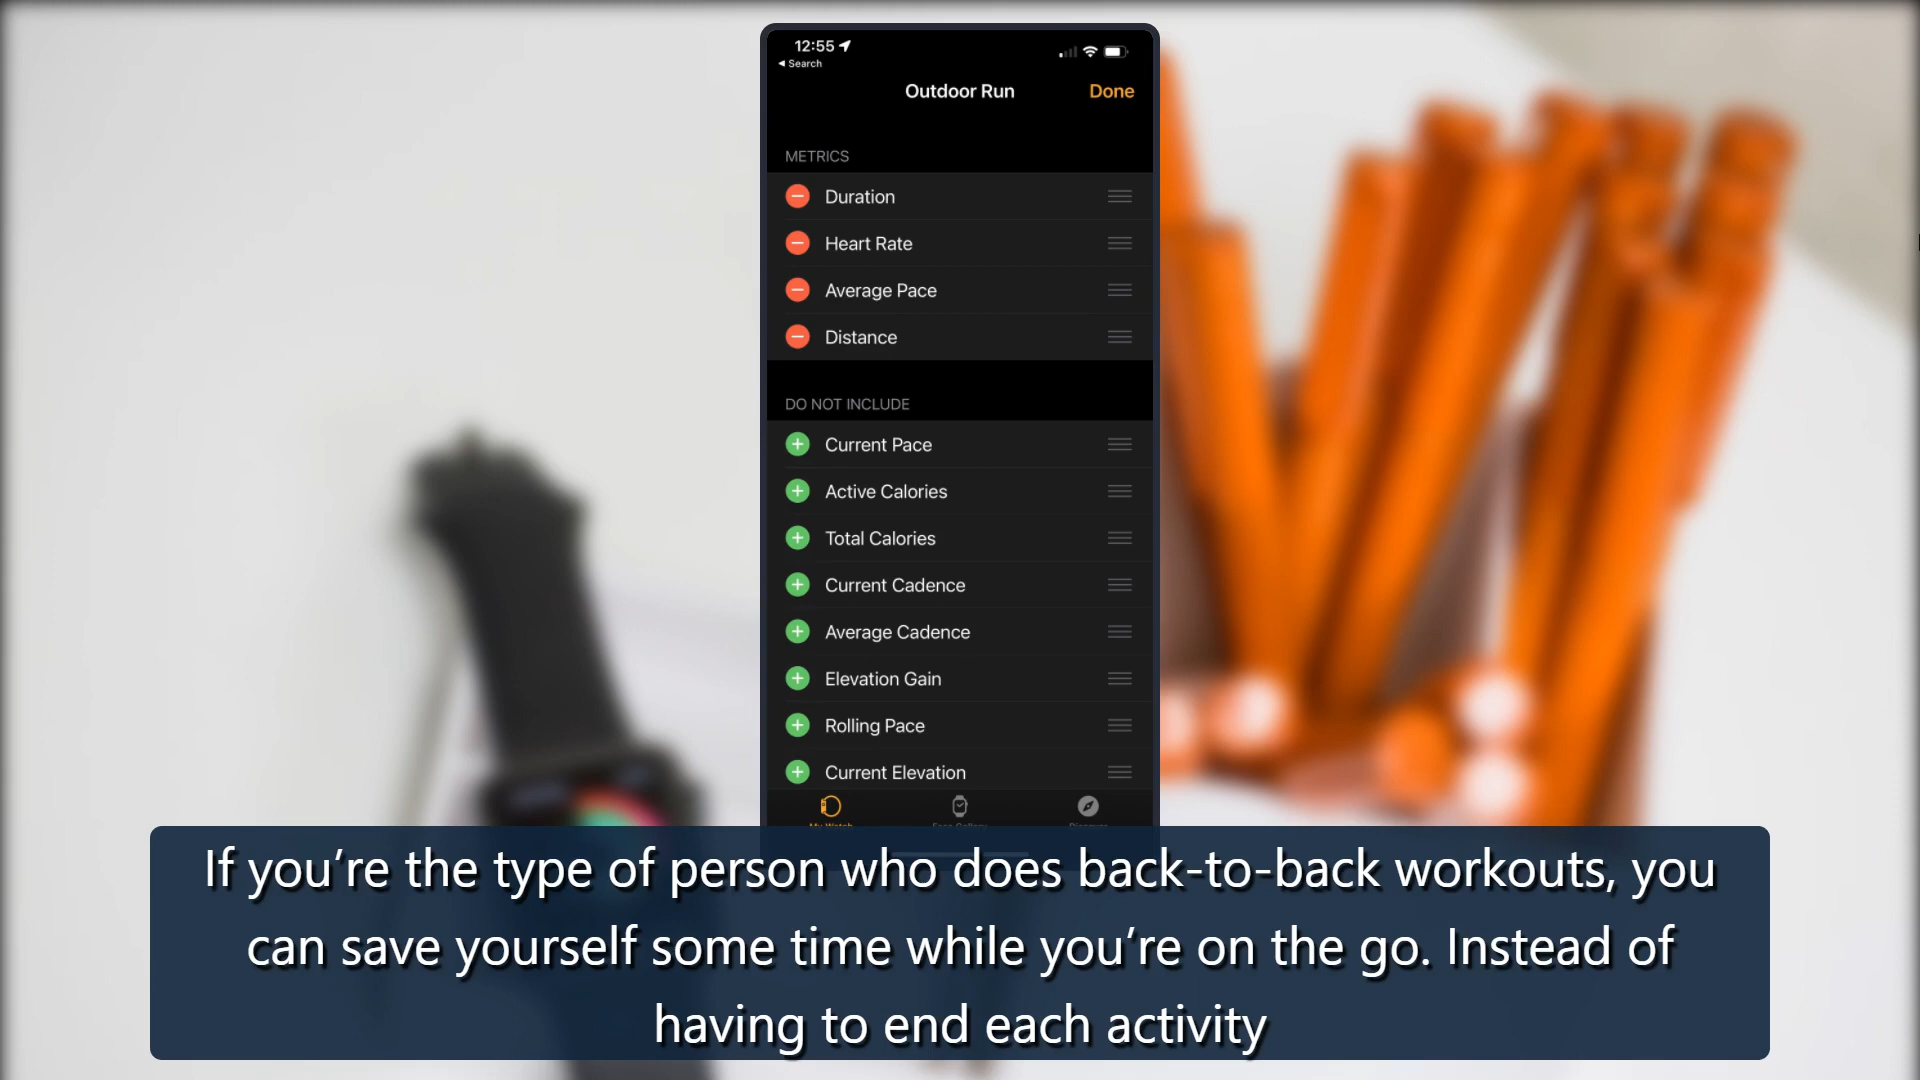 12:55
Search
Outdoor Run
Done
METRICS
Duration
Heart Rate
Average Pace
Distance
DO NOT INCLUDE
Current Pace
Active Calories
Total Calories
Current Cadence
Average Cadence
Elevation Gain
Rolling Pace
Current Elevation
If you’re the type of person who does back-to-back workouts, you
can save yourself some time while you’re on the go. Instead of
having to end each activity